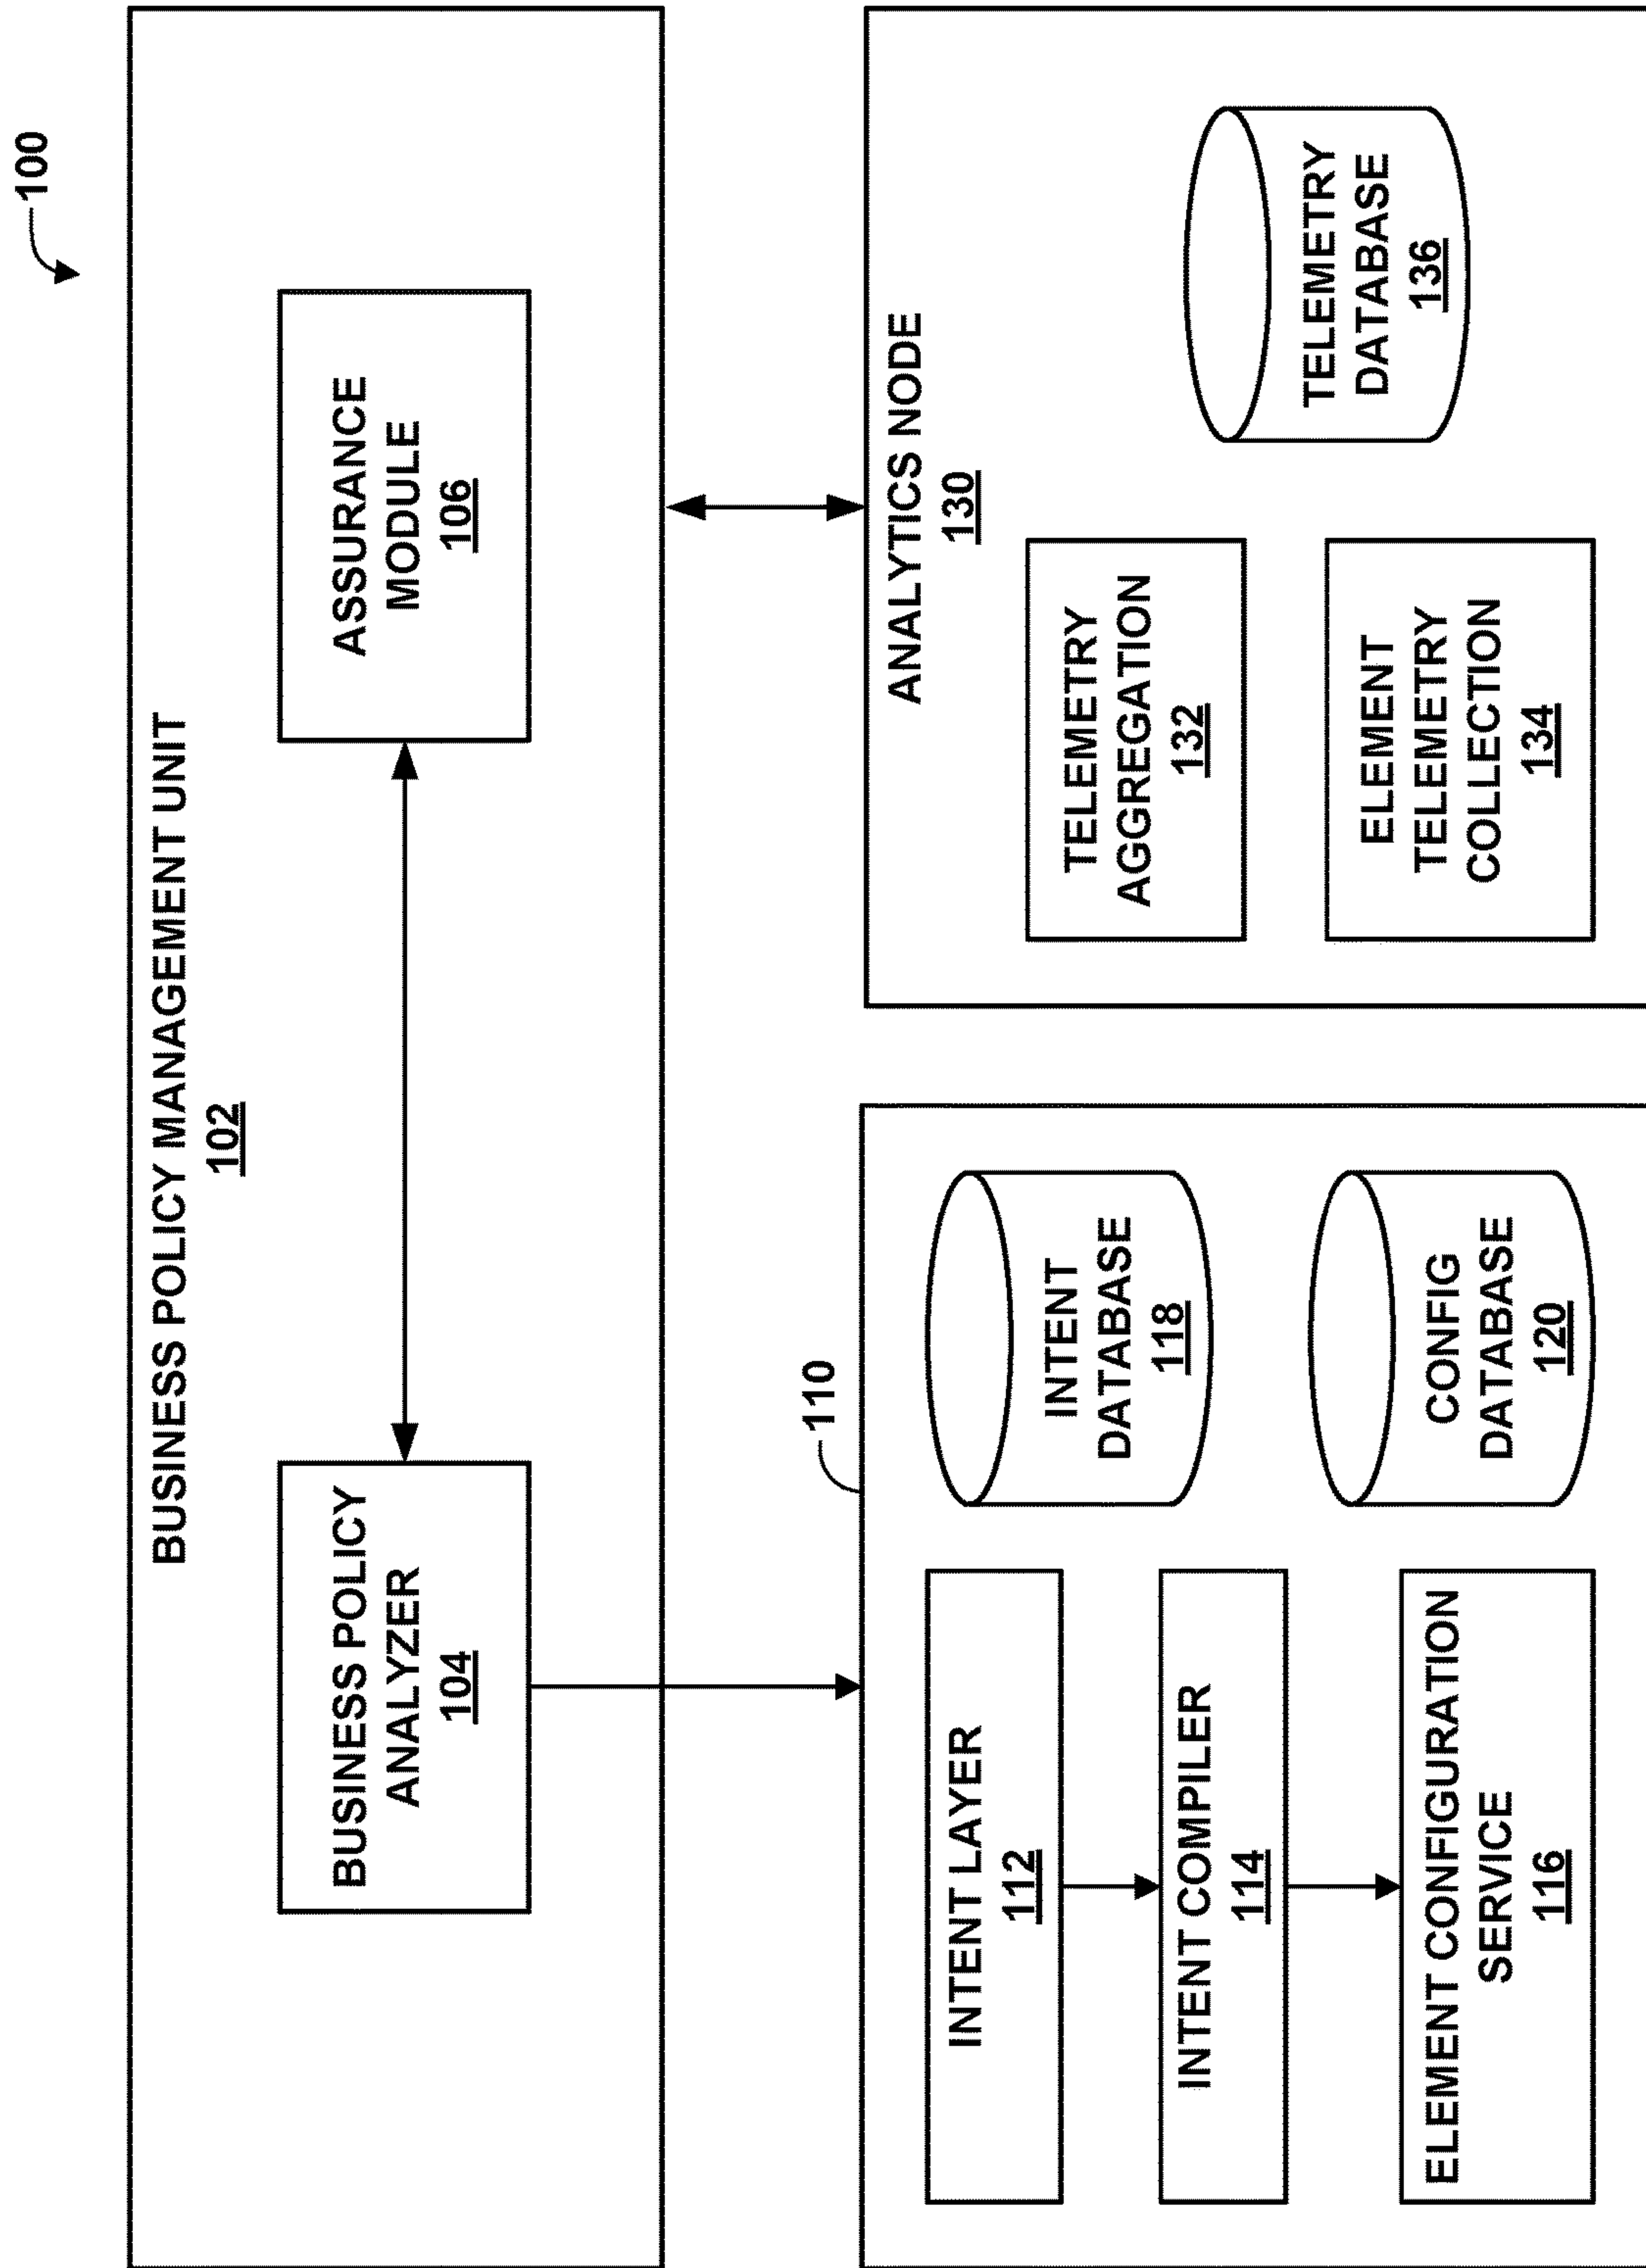 100
BUSINESS POLICY MANAGEMENT UNIT
102
BUSINESS POLICY
ANALYZER
104
ASSURANCE
MODULE
106
110
INTENT LAYER
112
INTENT COMPILER
114
ELEMENT CONFIGURATION
SERVICE
116
INTENT
DATABASE
118
CONFIG
DATABASE
120
ANALYTICS NODE
130
TELEMETRY
AGGREGATION
132
ELEMENT
TELEMETRY
COLLECTION
134
TELEMETRY
DATABASE
136